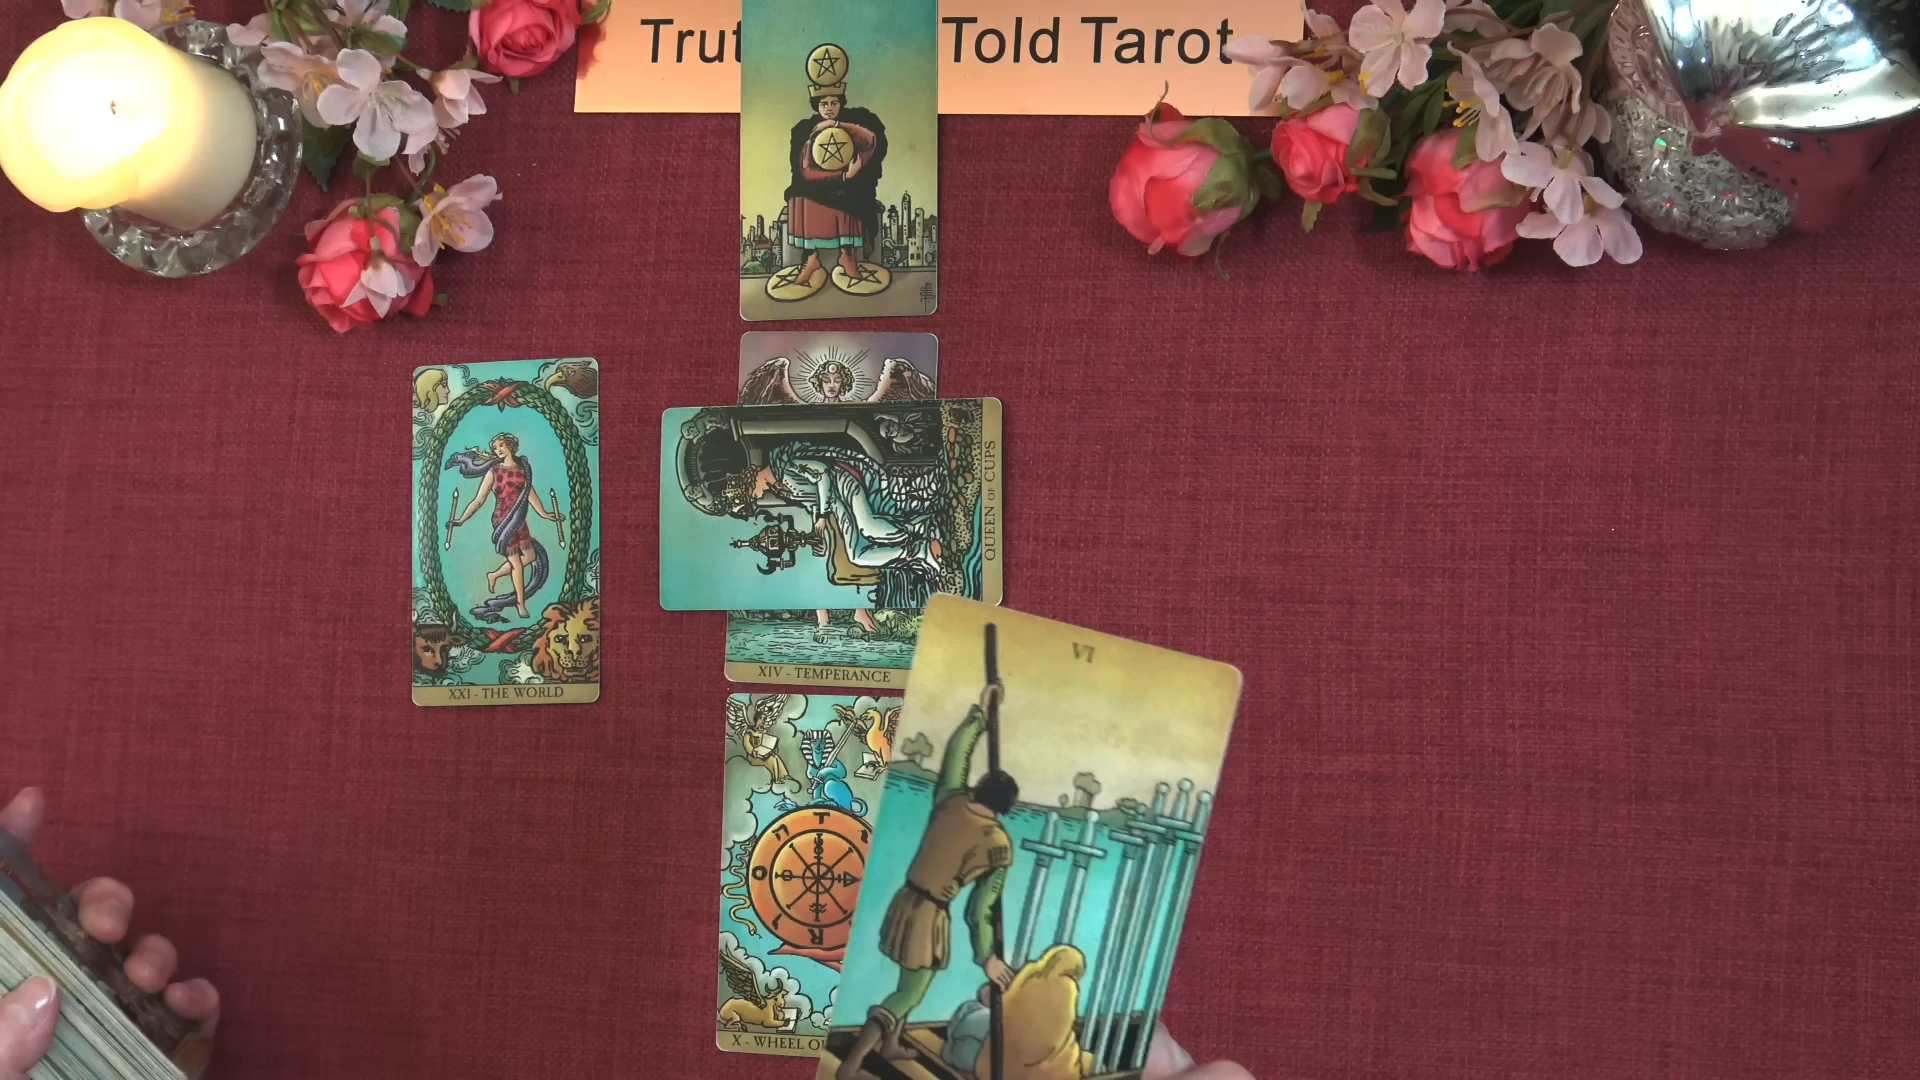 Trut Told Tarot
QUEEN OF CUPS
VI
XIV - TEMPERANCE
XXI - THE WORLD
T
A
R
O
X - WHEEL O